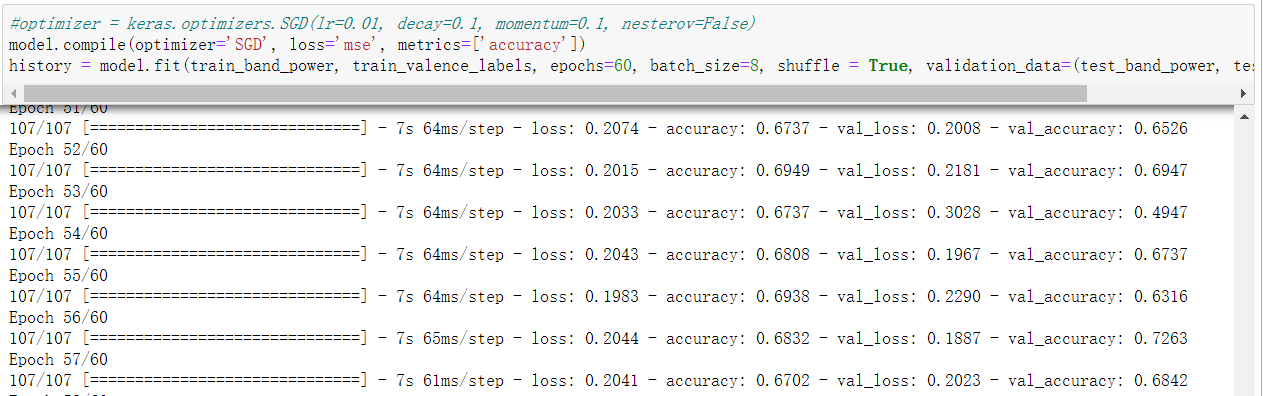 #optimizer = keras.optimizers.SGD(lr=0.01, decay=0.1, momentum=0.1, nesterov=False)
model.compile(optimizer='SGD', loss='mse', metrics=['accuracy'])
history = model.fit(train_band_power, train_valence_labels, epochs=60, batch_size=8, shuffle = True, validation_data=(test_band_power, tes
Epoch 51/60
107/107 [==============================] - 7s 64ms/step - loss: 0.2074 - accuracy: 0.6737 - val_loss: 0.2008 - val_accuracy: 0.6526
Epoch 52/60
107/107 [==============================] - 7s 64ms/step - loss: 0.2015 - accuracy: 0.6949 - val_loss: 0.2181 - val_accuracy: 0.6947
Epoch 53/60
107/107 [==============================] - 7s 64ms/step - loss: 0.2033 - accuracy: 0.6737 - val_loss: 0.3028 - val_accuracy: 0.4947
Epoch 54/60
107/107 [==============================] - 7s 64ms/step - loss: 0.2043 - accuracy: 0.6808 - val_loss: 0.1967 - val_accuracy: 0.6737
Epoch 55/60
107/107 [==============================] - 7s 64ms/step - loss: 0.1983 - accuracy: 0.6938 - val_loss: 0.2290 - val_accuracy: 0.6316
Epoch 56/60
107/107 [==============================] - 7s 65ms/step - loss: 0.2044 - accuracy: 0.6832 - val_loss: 0.1887 - val_accuracy: 0.7263
Epoch 57/60
107/107 [==============================] - 7s 61ms/step - loss: 0.2041 - accuracy: 0.6702 - val_loss: 0.2023 - val_accuracy: 0.6842